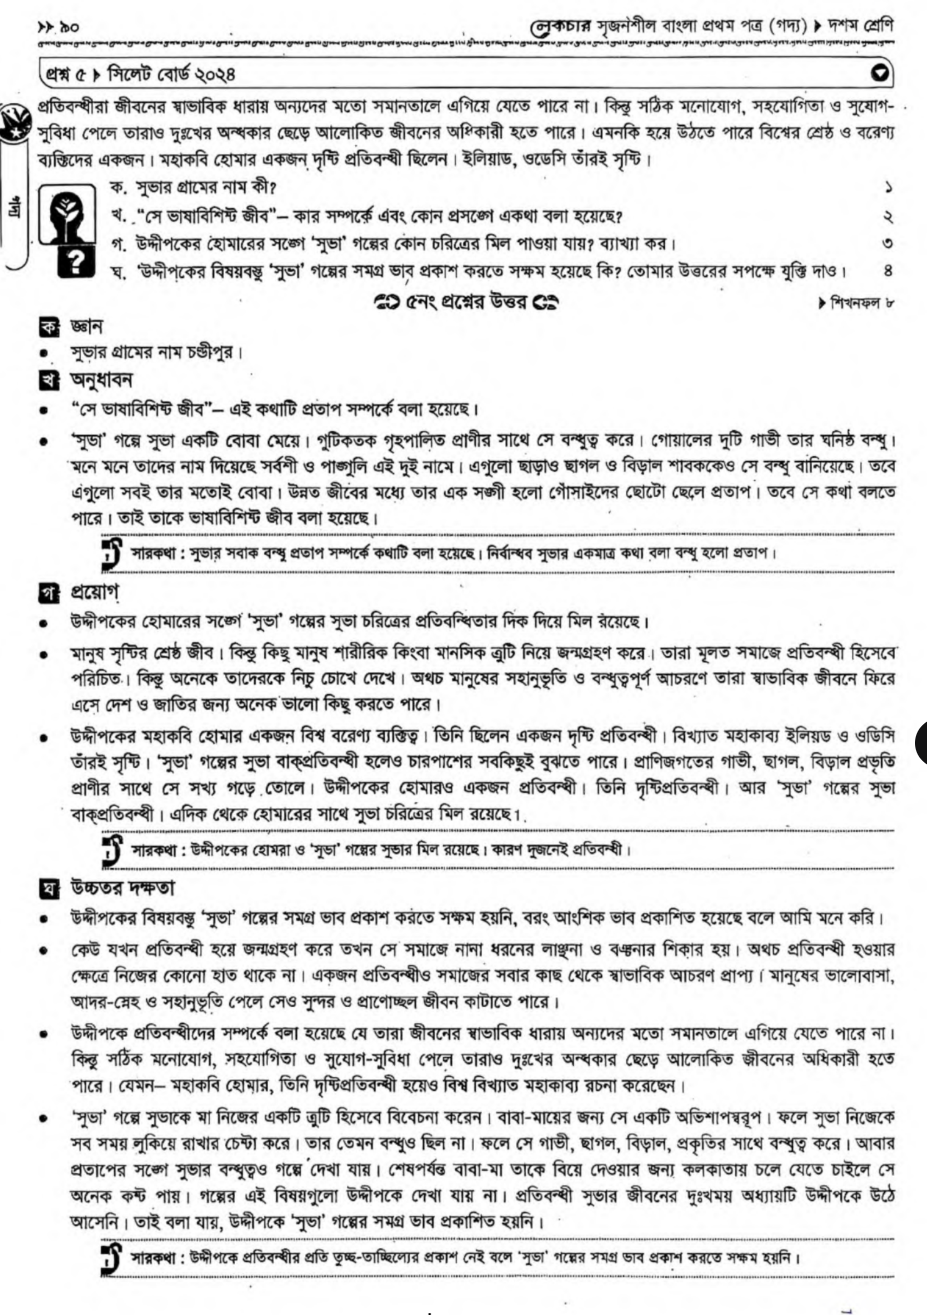 >> ৯০
লেকচার সৃজনশীল বাংলা প্রথম পত্র (গদ্য) ▶ দশম শ্রেণি
প্রশ্ন ৫ ▶ সিলেট বোর্ড ২০২৪
প্রতিবন্ধীরা জীবনের স্বাভাবিক ধারায় অন্যদের মতো সমানতালে এগিয়ে যেতে পারে না। কিন্তু সঠিক মনোযোগ, সহযোগিতা ও সুযোগ-
সুবিধা পেলে তারাও দুঃখের অন্ধকার ছেড়ে আলোকিত জীবনের অধিকারী হতে পারে। এমনকি হয়ে উঠতে পারে বিশ্বের শ্রেষ্ঠ ও বরেণ্য
ব্যক্তিদের একজন। মহাকবি হোমার একজন দৃষ্টি প্রতিবন্ধী ছিলেন। ইলিয়াড, ওডেসি তাঁরই সৃষ্টি।
গদ্য
ক. সুভার গ্রামের নাম কী? ১
খ. "সে ভাষাবিশিষ্ট জীব"– কার সম্পর্কে এবং কোন প্রসঙ্গে একথা বলা হয়েছে? ২
গ. উদ্দীপকের হোমারের সঙ্গে 'সুভা' গল্পের কোন চরিত্রের মিল পাওয়া যায়? ব্যাখ্যা কর। ৩
ঘ. 'উদ্দীপকের বিষয়বস্তু 'সুভা' গল্পের সমগ্র ভাব প্রকাশ করতে সক্ষম হয়েছে কি? তোমার উত্তরের সপক্ষে যুক্তি দাও। ৪
৫নং প্রশ্নের উত্তর
▶ শিখনফল ৮
ক জ্ঞান
● সুভার গ্রামের নাম চণ্ডীপুর।
খ অনুধাবন
● "সে ভাষাবিশিষ্ট জীব"– এই কথাটি প্রতাপ সম্পর্কে বলা হয়েছে।
● 'সুভা' গল্পে সুভা একটি বোবা মেয়ে। গুটিকতক গৃহপালিত প্রাণীর সাথে সে বন্ধুত্ব করে। গোয়ালের দুটি গাভী তার ঘনিষ্ঠ বন্ধু।
মনে মনে তাদের নাম দিয়েছে সর্বশী ও পাঙ্গুলি এই দুই নামে। এগুলো ছাড়াও ছাগল ও বিড়াল শাবককেও সে বন্ধু বানিয়েছে। তবে
এগুলো সবই তার মতোই বোবা। উন্নত জীবের মধ্যে তার এক সঙ্গী হলো গোঁসাইদের ছোটো ছেলে প্রতাপ। তবে সে কথা বলতে
পারে। তাই তাকে ভাষাবিশিষ্ট জীব বলা হয়েছে।
সারকথা : সুভার সবাক বন্ধু প্রতাপ সম্পর্কে কথাটি বলা হয়েছে। নির্বান্ধব সুভার একমাত্র কথা বলা বন্ধু হলো প্রতাপ।
গ প্রয়োগ
● উদ্দীপকের হোমারের সঙ্গে 'সুভা' গল্পের সুভা চরিত্রের প্রতিবন্ধিতার দিক দিয়ে মিল রয়েছে।
● মানুষ সৃষ্টির শ্রেষ্ঠ জীব। কিন্তু কিছু মানুষ শারীরিক কিংবা মানসিক ত্রুটি নিয়ে জন্মগ্রহণ করে। তারা মূলত সমাজে প্রতিবন্ধী হিসেবে
পরিচিত। কিন্তু অনেকে তাদেরকে নিচু চোখে দেখে। অথচ মানুষের সহানুভূতি ও বন্ধুত্বপূর্ণ আচরণে তারা স্বাভাবিক জীবনে ফিরে
এসে দেশ ও জাতির জন্য অনেক ভালো কিছু করতে পারে।
● উদ্দীপকের মহাকবি হোমার একজন বিশ্ব বরেণ্য ব্যক্তিত্ব। তিনি ছিলেন একজন দৃষ্টি প্রতিবন্ধী। বিখ্যাত মহাকাব্য ইলিয়ড ও ওডিসি
তাঁরই সৃষ্টি। 'সুভা' গল্পের সুভা বাক্‌প্রতিবন্ধী হলেও চারপাশের সবকিছুই বুঝতে পারে। প্রাণিজগতের গাভী, ছাগল, বিড়াল প্রভৃতি
প্রাণীর সাথে সে সখ্য গড়ে তোলে। উদ্দীপকের হোমারও একজন প্রতিবন্ধী। তিনি দৃষ্টিপ্রতিবন্ধী। আর 'সুভা' গল্পের সুভা
বাক্‌প্রতিবন্ধী। এদিক থেকে হোমারের সাথে সুভা চরিত্রের মিল রয়েছে।
সারকথা : উদ্দীপকের হোমরা ও 'সুভা' গল্পের সুভার মিল রয়েছে। কারণ দুজনেই প্রতিবন্ধী।
ঘ উচ্চতর দক্ষতা
● উদ্দীপকের বিষয়বস্তু 'সুভা' গল্পের সমগ্র ভাব প্রকাশ করতে সক্ষম হয়নি, বরং আংশিক ভাব প্রকাশিত হয়েছে বলে আমি মনে করি।
● কেউ যখন প্রতিবন্ধী হয়ে জন্মগ্রহণ করে তখন সে সমাজে নানা ধরনের লাঞ্ছনা ও বঞ্চনার শিকার হয়। অথচ প্রতিবন্ধী হওয়ার
ক্ষেত্রে নিজের কোনো হাত থাকে না। একজন প্রতিবন্ধীও সমাজের সবার কাছ থেকে স্বাভাবিক আচরণ প্রাপ্য। মানুষের ভালোবাসা,
আদর-স্নেহ ও সহানুভূতি পেলে সেও সুন্দর ও প্রাণোচ্ছল জীবন কাটাতে পারে।
● উদ্দীপকে প্রতিবন্ধীদের সম্পর্কে বলা হয়েছে যে তারা জীবনের স্বাভাবিক ধারায় অন্যদের মতো সমানতালে এগিয়ে যেতে পারে না।
কিন্তু সঠিক মনোযোগ, সহযোগিতা ও সুযোগ-সুবিধা পেলে তারাও দুঃখের অন্ধকার ছেড়ে আলোকিত জীবনের অধিকারী হতে
পারে। যেমন– মহাকবি হোমার, তিনি দৃষ্টিপ্রতিবন্ধী হয়েও বিশ্ব বিখ্যাত মহাকাব্য রচনা করেছেন।
● 'সুভা' গল্পে সুভাকে মা নিজের একটি ত্রুটি হিসেবে বিবেচনা করেন। বাবা-মায়ের জন্য সে একটি অভিশাপস্বরূপ। ফলে সুভা নিজেকে
সব সময় লুকিয়ে রাখার চেষ্টা করে। তার তেমন বন্ধুও ছিল না। ফলে সে গাভী, ছাগল, বিড়াল, প্রকৃতির সাথে বন্ধুত্ব করে। আবার
প্রতাপের সঙ্গে সুভার বন্ধুত্বও গল্পে দেখা যায়। শেষপর্যন্ত বাবা-মা তাকে বিয়ে দেওয়ার জন্য কলকাতায় চলে যেতে চাইলে সে
অনেক কষ্ট পায়। গল্পের এই বিষয়গুলো উদ্দীপকে দেখা যায় না। প্রতিবন্ধী সুভার জীবনের দুঃখময় অধ্যায়টি উদ্দীপকে উঠে
আসেনি। তাই বলা যায়, উদ্দীপকে 'সুভা' গল্পের সমগ্র ভাব প্রকাশিত হয়নি।
সারকথা : উদ্দীপকে প্রতিবন্ধীর প্রতি তুচ্ছ-তাচ্ছিল্যের প্রকাশ নেই বলে 'সুভা' গল্পের সমগ্র ভাব প্রকাশ করতে সক্ষম হয়নি।